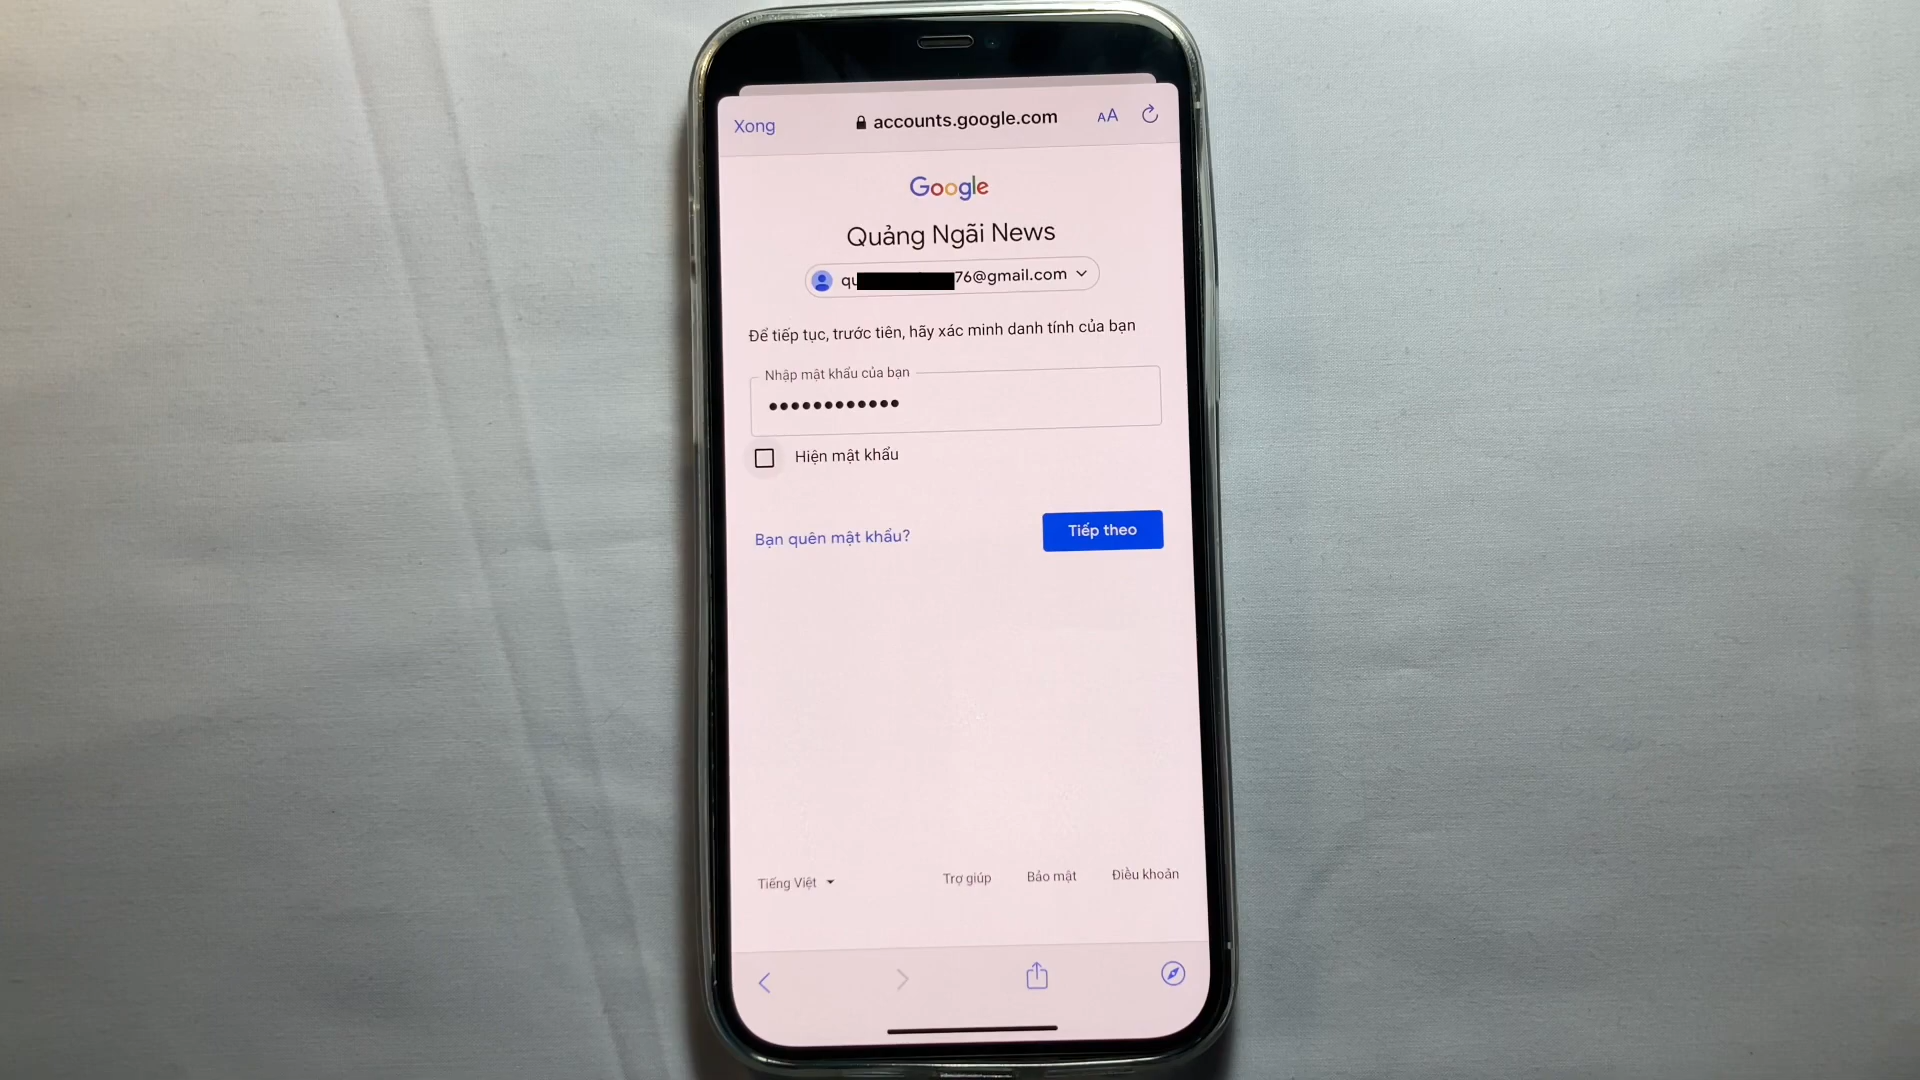 Xong
accounts.google.com
AA
Google
Quảng Ngãi News
qu 76@gmail.com
Để tiếp tục, trước tiên, hãy xác minh danh tính của bạn
Nhập mật khẩu của bạn
••••••••••••
Hiện mật khẩu
Bạn quên mật khẩu?
Tiếp theo
Tiếng Việt
Trợ giúp
Bảo mật
Điều khoản